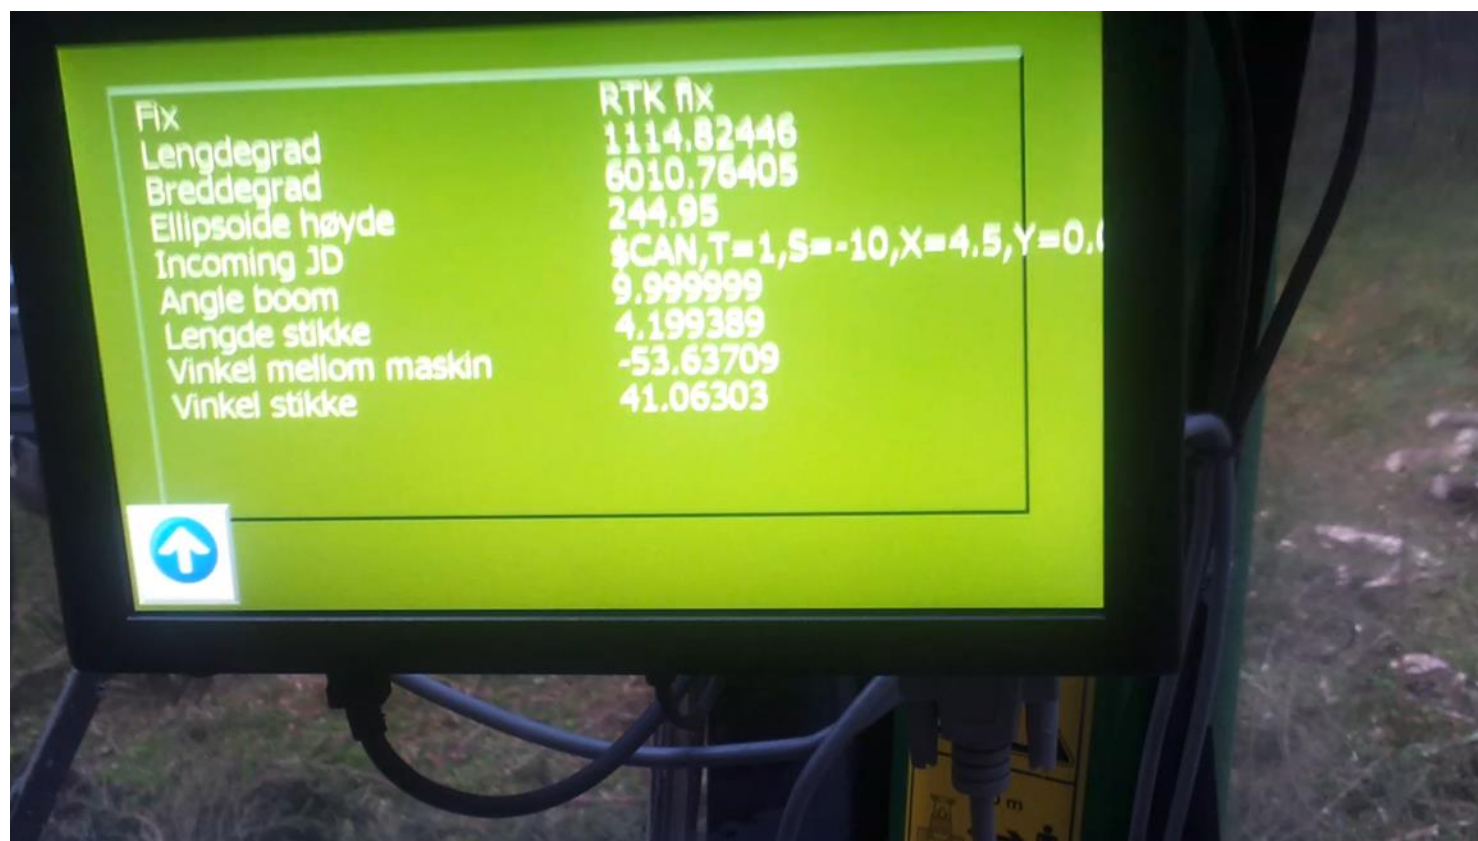 Fix RTK fix
Lengdegrad 1114.82446
Breddegrad 6010.76405
Ellipsoide høyde 244.95
Incoming JD $CAN,T=1,S=-10,X=4.5,Y=0.
Angle boom 9.999999
Lengde stikke 4.199389
Vinkel mellom maskin -53.63709
Vinkel stikke 41.06303
m